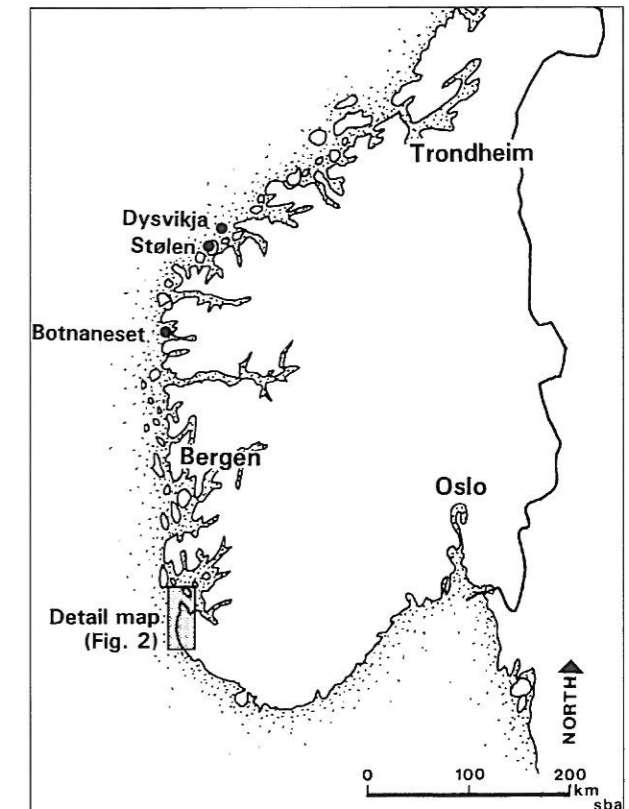 Trondheim
Dysvikja
Stølen
Botnaneset
Bergen
Oslo
Detail map
(Fig. 2)
NORTH
0 100 200
km
sba